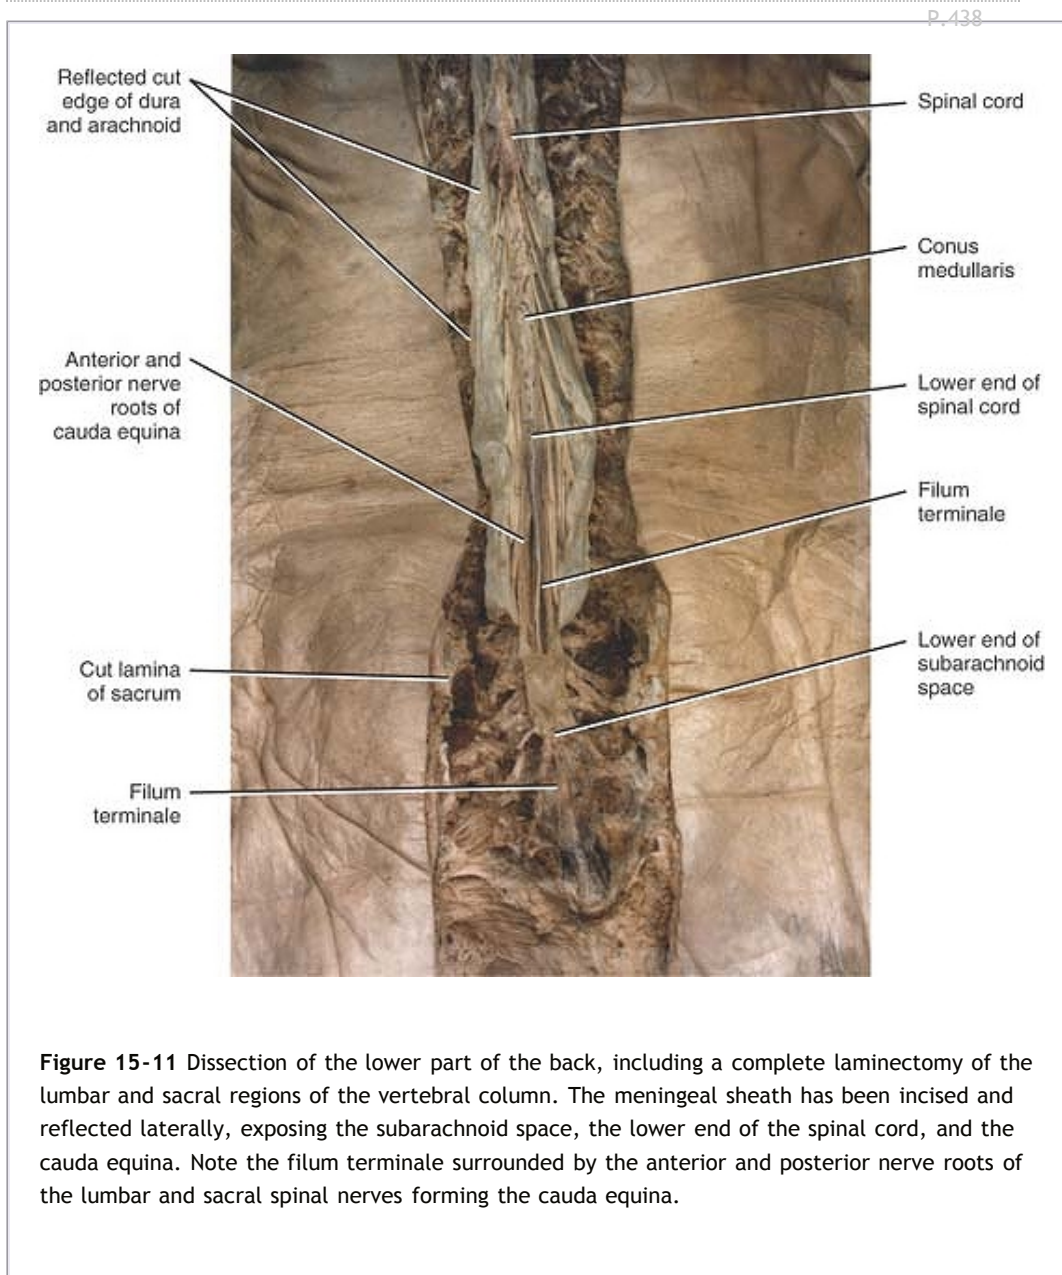 P.438
Reflected cut
edge of dura
and arachnoid
Spinal cord
Conus
medullaris
Anterior and
posterior nerve
roots of
cauda equina
Lower end of
spinal cord
Filum
terminale
Lower end of
subarachnoid
space
Cut lamina
of sacrum
Filum
terminale
Figure 15-11 Dissection of the lower part of the back, including a complete laminectomy of the
lumbar and sacral regions of the vertebral column. The meningeal sheath has been incised and
reflected laterally, exposing the subarachnoid space, the lower end of the spinal cord, and the
cauda equina. Note the filum terminale surrounded by the anterior and posterior nerve roots of
the lumbar and sacral spinal nerves forming the cauda equina.